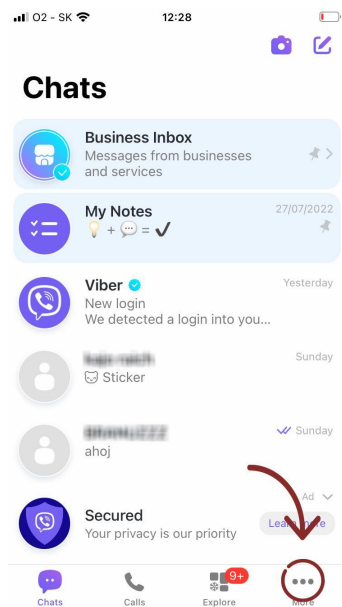 O2 - SK
12:28
Chats
Business Inbox
Messages from businesses
and services
My Notes
27/07/2022
+ =
Viber
Yesterday
New login
We detected a login into you...
Sunday
Sticker
Sunday
ahoj
Ad
Secured
Learn more
Your privacy is our priority
9+
Chats
Calls
Explore
More